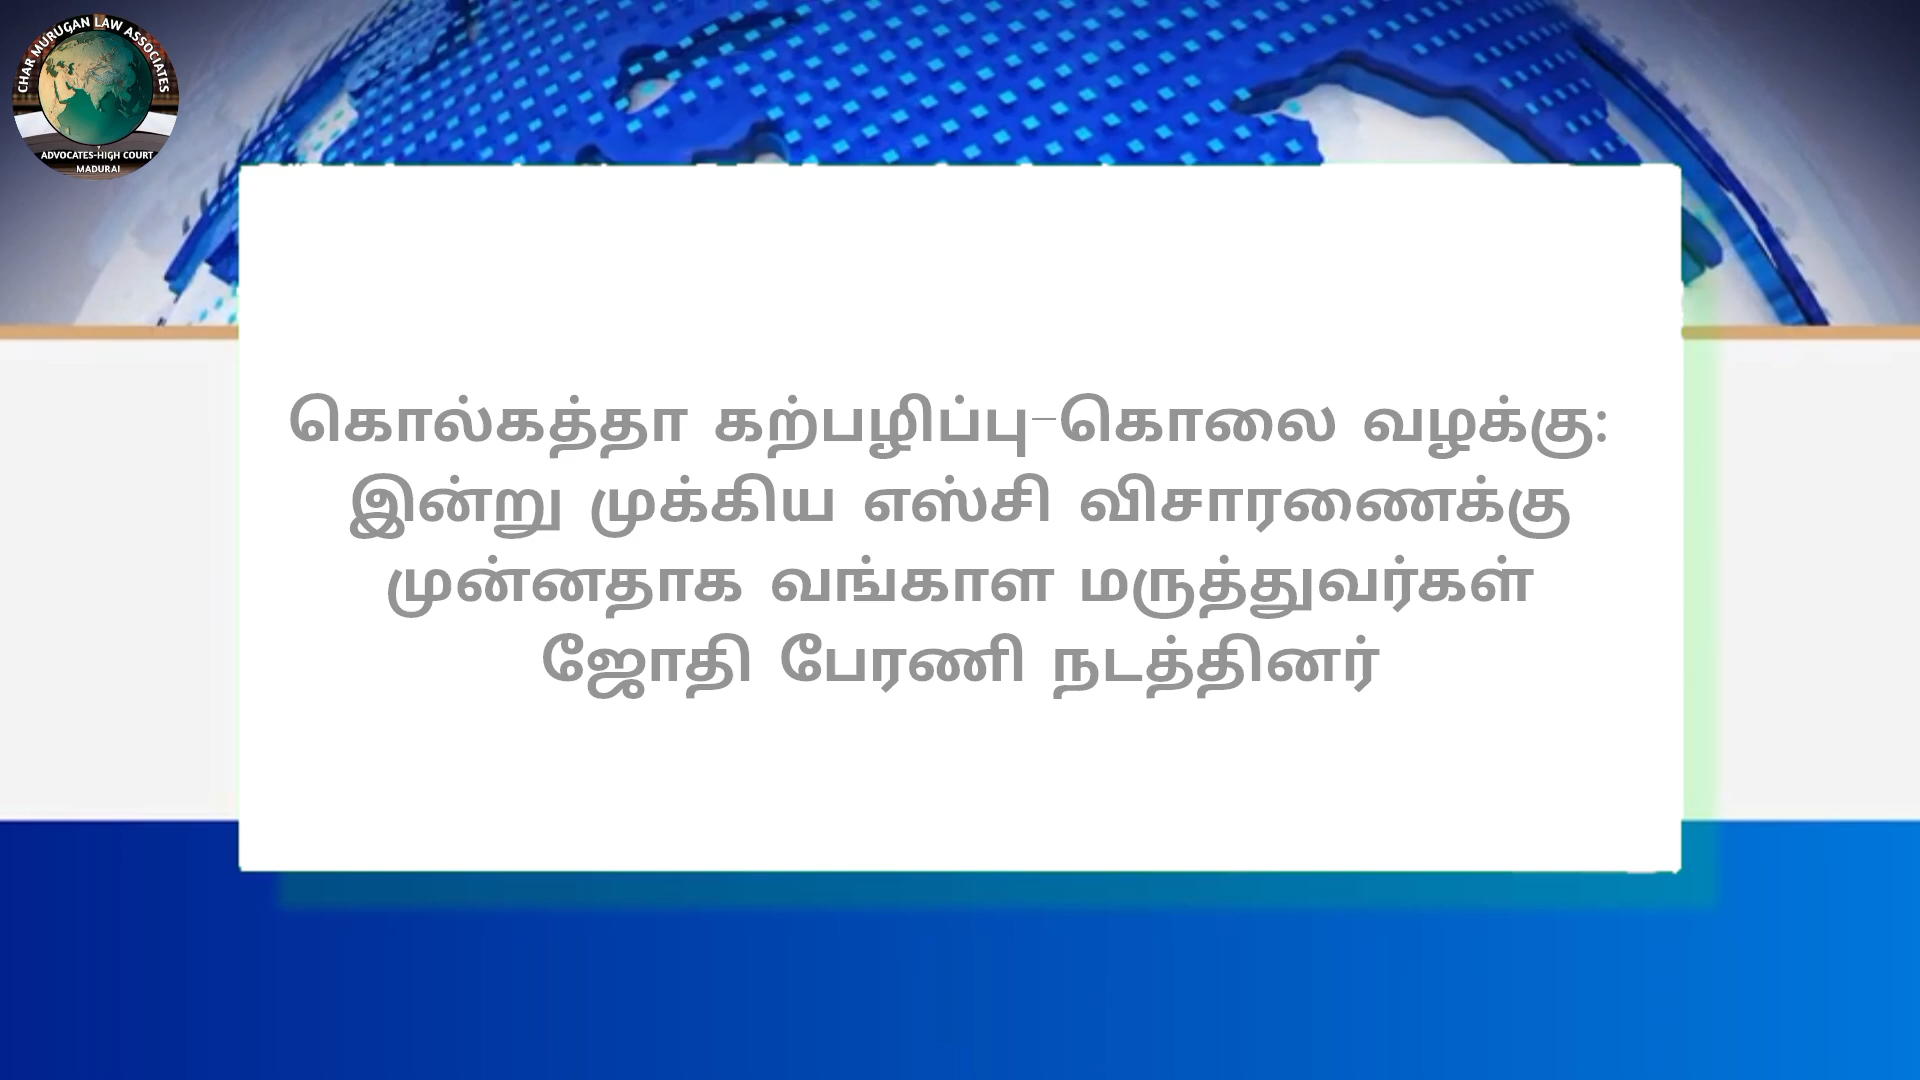 CHAR MURUGAN LAW ASSOCIATES
ADVOCATES-HIGH COURT
MADURAI
கொல்கத்தா கற்பழிப்பு-கொலை வழக்கு:
இன்று முக்கிய எஸ்சி விசாரணைக்கு
முன்னதாக வங்காள மருத்துவர்கள்
ஜோதி பேரணி நடத்தினர்